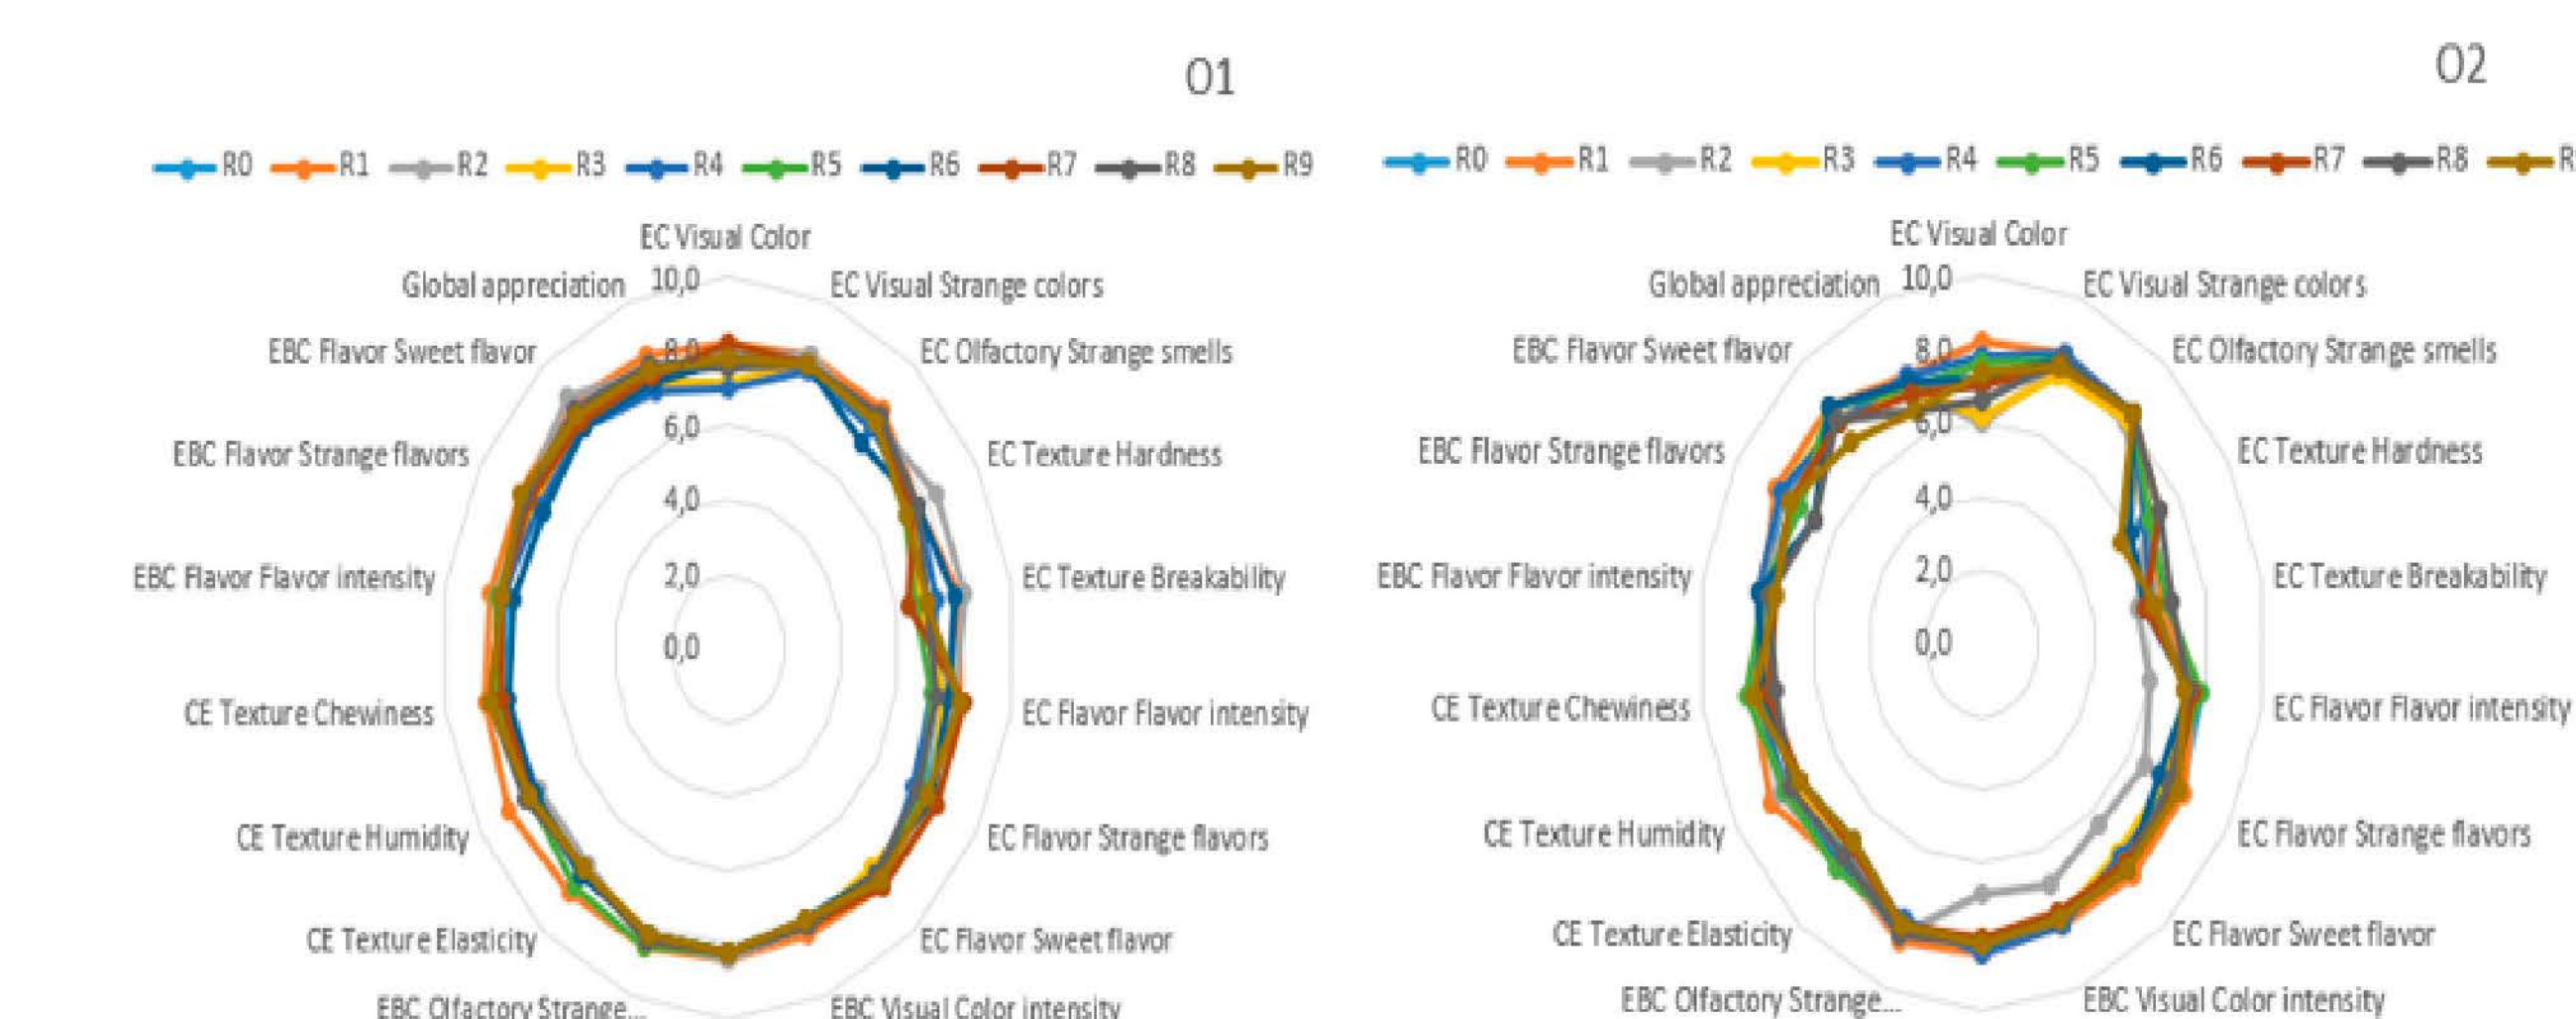 O1
R0 R1 R2 R3 R4 R5 R6 R7 R8 R9
EC Visual Color
Global appreciation
10,0
EC Visual Strange colors
EBC Flavor Sweet flavor
8,0
EC Olfactory Strange smells
EBC Flavor Strange flavors
6,0
EC Texture Hardness
4,0
EBC Flavor Flavor intensity
2,0
EC Texture Breakability
0,0
CE Texture Chewiness
EC Flavor Flavor intensity
CE Texture Humidity
EC Flavor Strange flavors
CE Texture Elasticity
EC Flavor Sweet flavor
EBC Olfactory Strange...
EBC Visual Color intensity
O2
R0 R1 R2 R3 R4 R5 R6 R7 R8 R
EC Visual Color
Global appreciation
10,0
EC Visual Strange colors
EBC Flavor Sweet flavor
8,0
EC Olfactory Strange smells
EBC Flavor Strange flavors
6,0
EC Texture Hardness
4,0
EBC Flavor Flavor intensity
2,0
EC Texture Breakability
0,0
CE Texture Chewiness
EC Flavor Flavor intensity
CE Texture Humidity
EC Flavor Strange flavors
CE Texture Elasticity
EC Flavor Sweet flavor
EBC Olfactory Strange...
EBC Visual Color intensity